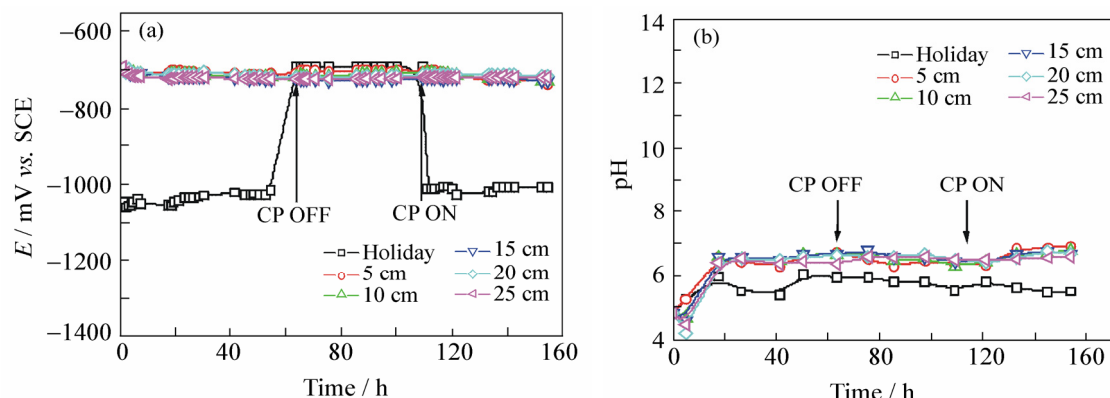 (a)
−600
−800
−1000
−1200
−1400
E / mV vs. SCE
0 40 80 120 160
Time / h
CP OFF
CP ON
Holiday
5 cm
10 cm
15 cm
20 cm
25 cm
(b)
14
12
10
8
6
4
pH
0 40 80 120 160
Time / h
CP OFF
CP ON
Holiday
5 cm
10 cm
15 cm
20 cm
25 cm